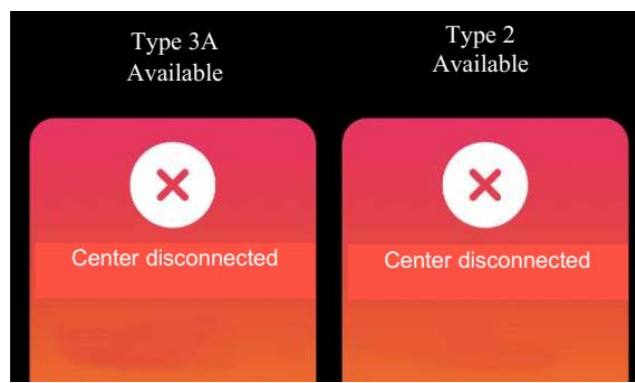 Type 3A
Available
Type 2
Available
Center disconnected
Center disconnected